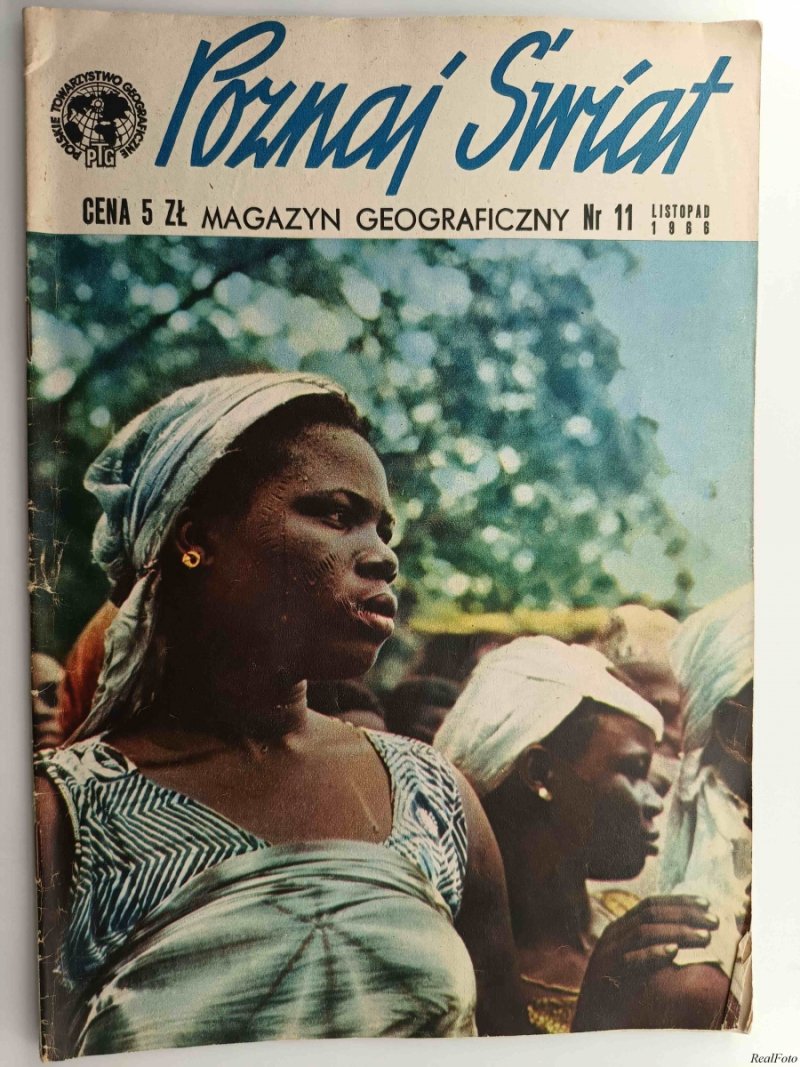 POLSKIE TOWARZYSTWO GEOGRAFICZNE
PTG
Poznaj Świat
CENA 5 ZŁ MAGAZYN GEOGRAFICZNY Nr 11 LISTOPAD
1966
RealFoto